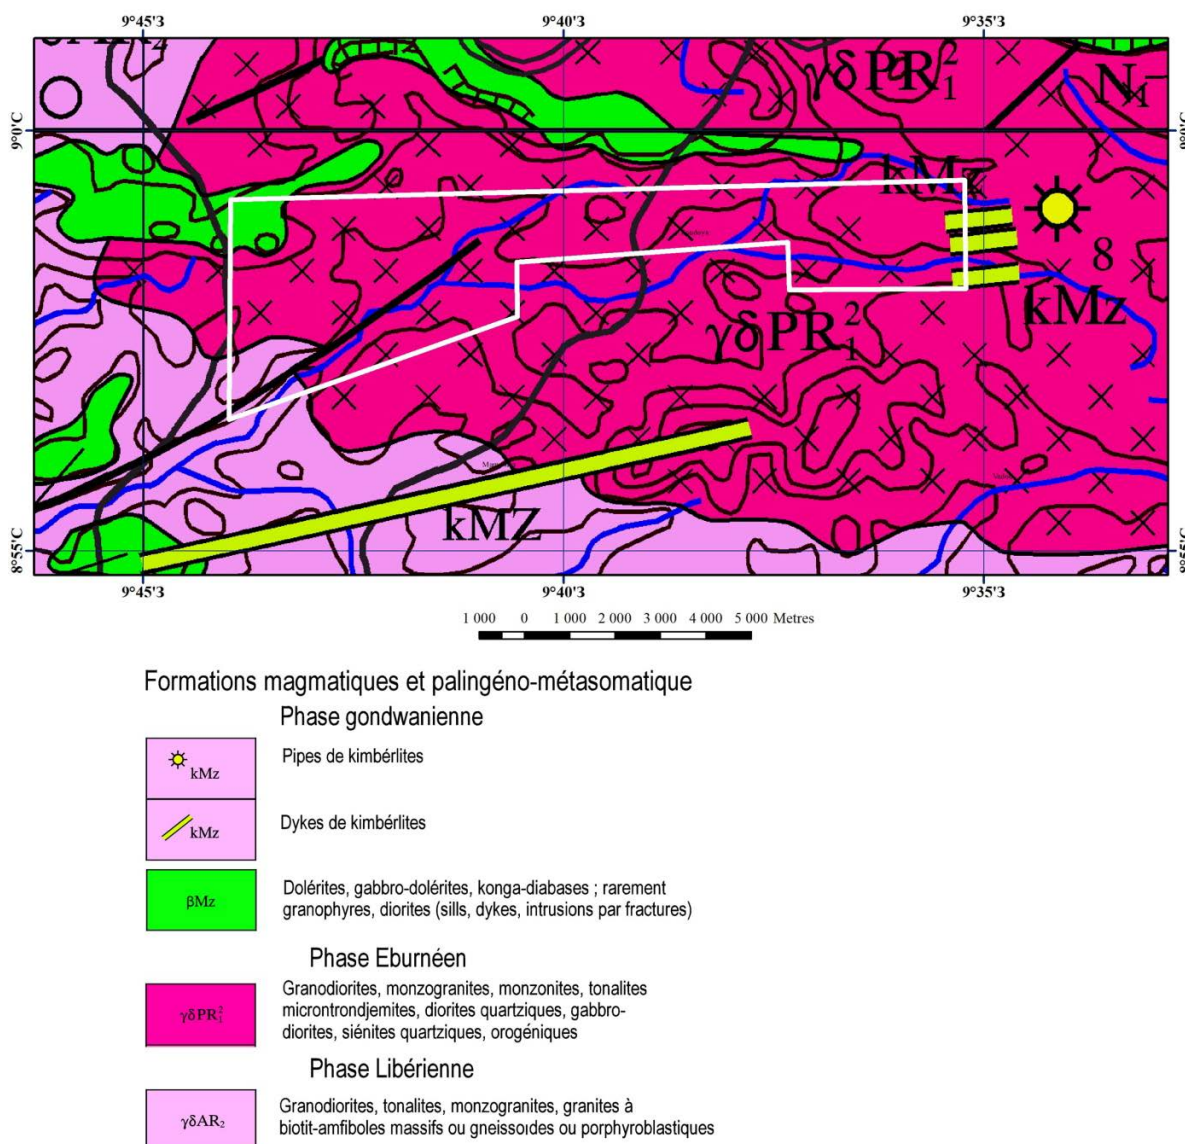 9°45'3
9°40'3
9°35'3
γδPR₁²
N₁⁻
9°0'C
kMz
8
kMz
γδPR₁²
kMZ
8°55'C
8°55'C
9°45'3
9°40'3
9°35'3
1 000 0 1 000 2 000 3 000 4 000 5 000 Metres
Formations magmatiques et palingéno-métasomatique
Phase gondwanienne
kMz
Pipes de kimbérlites
kMz
Dykes de kimbérlites
βMz
Dolérites, gabbro-dolérites, konga-diabases ; rarement
granophyres, diorites (sills, dykes, intrusions par fractures)
Phase Eburnéen
γδPR₁²
Granodiorites, monzogranites, monzonites, tonalites
microntrondjemites, diorites quartziques, gabbro-
diorites, siénites quartziques, orogéniques
Phase Libérienne
γδAR₂
Granodiorites, tonalites, monzogranites, granites à
biotit-amfiboles massifs ou gneissoides ou porphyroblastiques